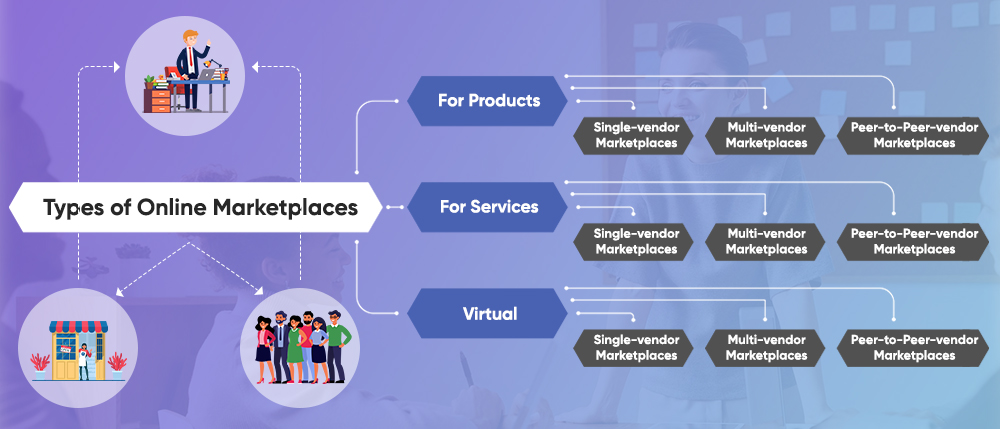 Types of Online Marketplaces
For Products
Single-vendor
Marketplaces
Multi-vendor
Marketplaces
Peer-to-Peer-vendor
Marketplaces
For Services
Single-vendor
Marketplaces
Multi-vendor
Marketplaces
Peer-to-Peer-vendor
Marketplaces
Virtual
Single-vendor
Marketplaces
Multi-vendor
Marketplaces
Peer-to-Peer-vendor
Marketplaces